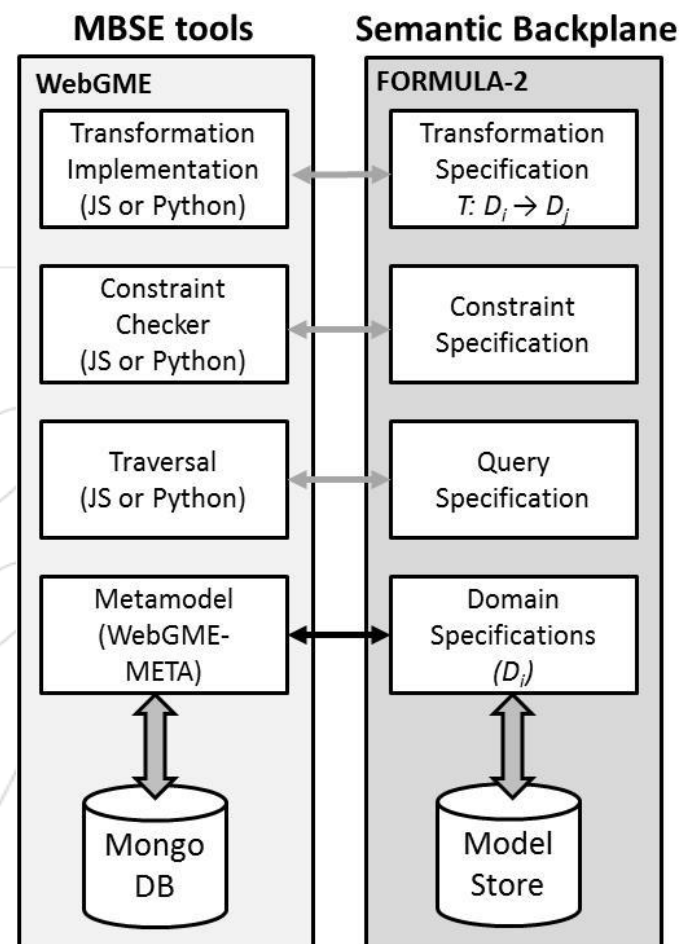 MBSE tools
Semantic Backplane
WebGME
FORMULA-2
Transformation
Implementation
(JS or Python)
Transformation
Specification
T: Di → Dj
Constraint
Checker
(JS or Python)
Constraint
Specification
Traversal
(JS or Python)
Query
Specification
Metamodel
(WebGME-
META)
Domain
Specifications
(Di)
Mongo
DB
Model
Store